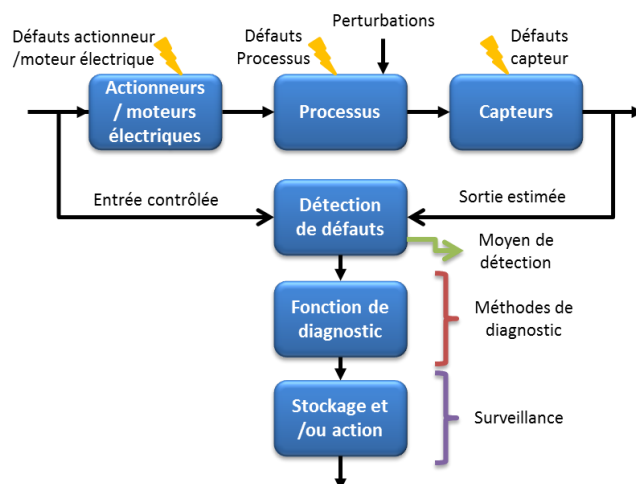 Perturbations
Défauts actionneur
/moteur électrique
Défauts
Processus
Défauts
capteur
Actionneurs
/ moteurs
électriques
Processus
Capteurs
Entrée contrôlée
Détection
de défauts
Sortie estimée
Moyen de
détection
Fonction de
diagnostic
Méthodes de
diagnostic
Stockage et
/ou action
Surveillance